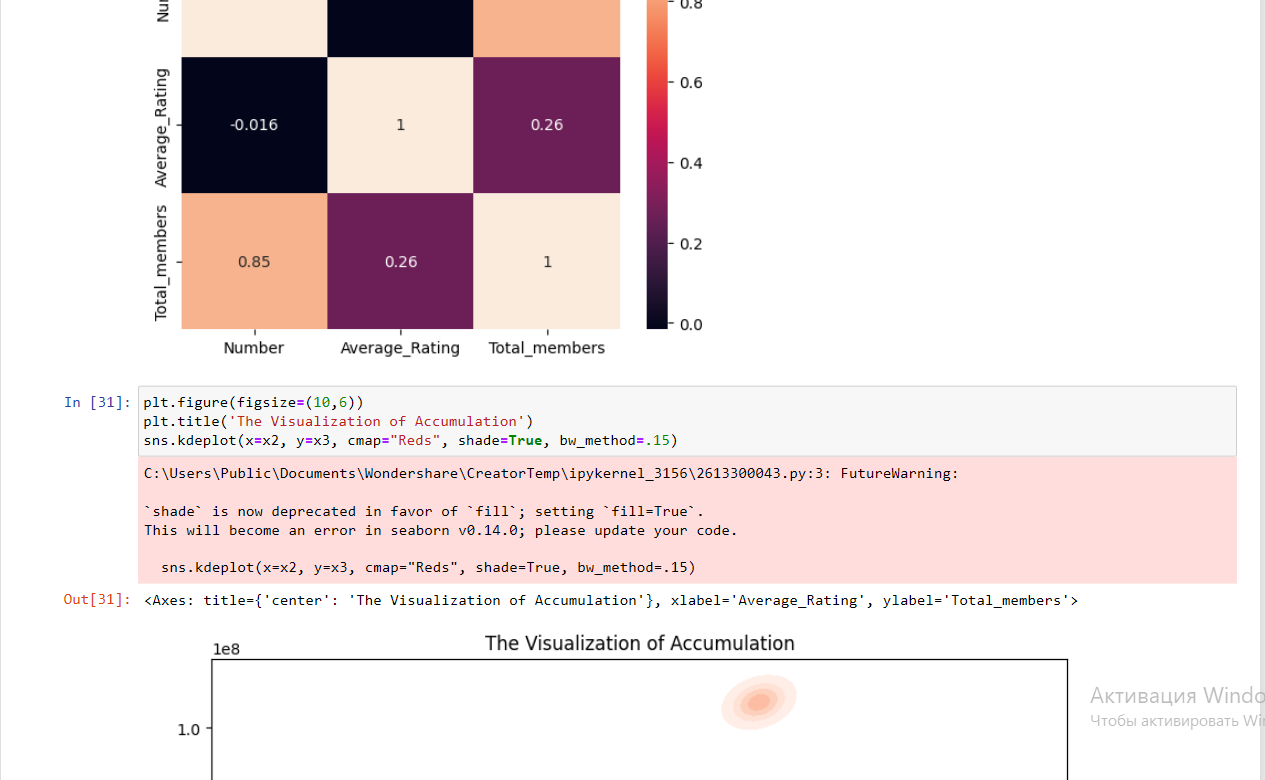 Nu
0.8
0.6
Average_Rating
-0.016
1
0.26
0.4
Total_members
0.2
0.85
0.26
1
0.0
Number
Average_Rating
Total_members
In [31]:
plt.figure(figsize=(10,6))
plt.title('The Visualization of Accumulation')
sns.kdeplot(x=x2, y=x3, cmap="Reds", shade=True, bw_method=.15)
C:\Users\Public\Documents\Wondershare\CreatorTemp\ipykernel_3156\2613300043.py:3: FutureWarning:
`shade` is now deprecated in favor of `fill`; setting `fill=True`.
This will become an error in seaborn v0.14.0; please update your code.
sns.kdeplot(x=x2, y=x3, cmap="Reds", shade=True, bw_method=.15)
Out[31]:
<Axes: title={'center': 'The Visualization of Accumulation'}, xlabel='Average_Rating', ylabel='Total_members'>
The Visualization of Accumulation
1e8
1.0
Активация Windo
Чтобы активировать Wi